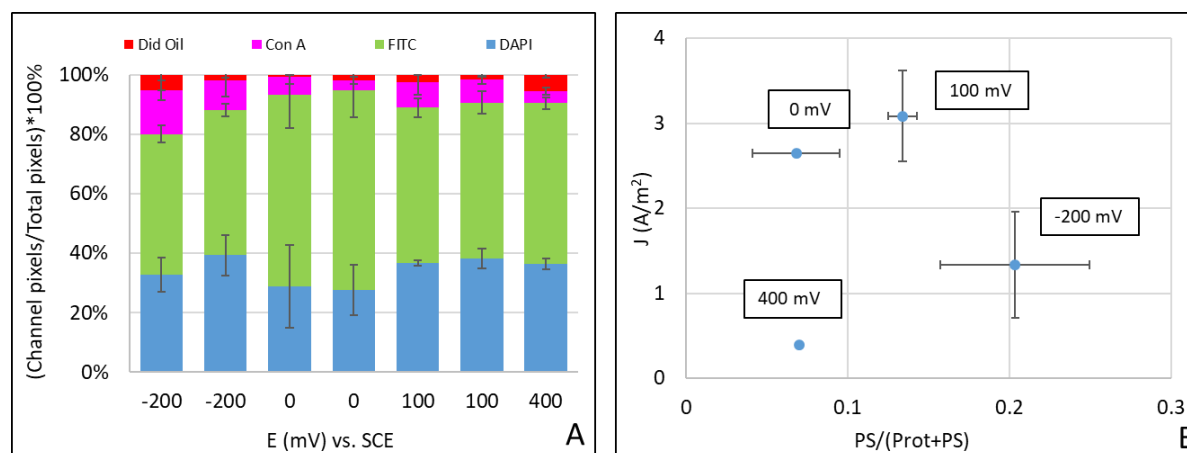 Did Oil Con A FITC DAPI
100%
80%
60%
40%
20%
0%
(Channel pixels/Total pixels)*100%
-200 -200 0 0 100 100 400
E (mV) vs. SCE
A
4
3
2
1
0
J (A/m²)
100 mV
0 mV
-200 mV
400 mV
0 0.1 0.2 0.3
PS/(Prot+PS)